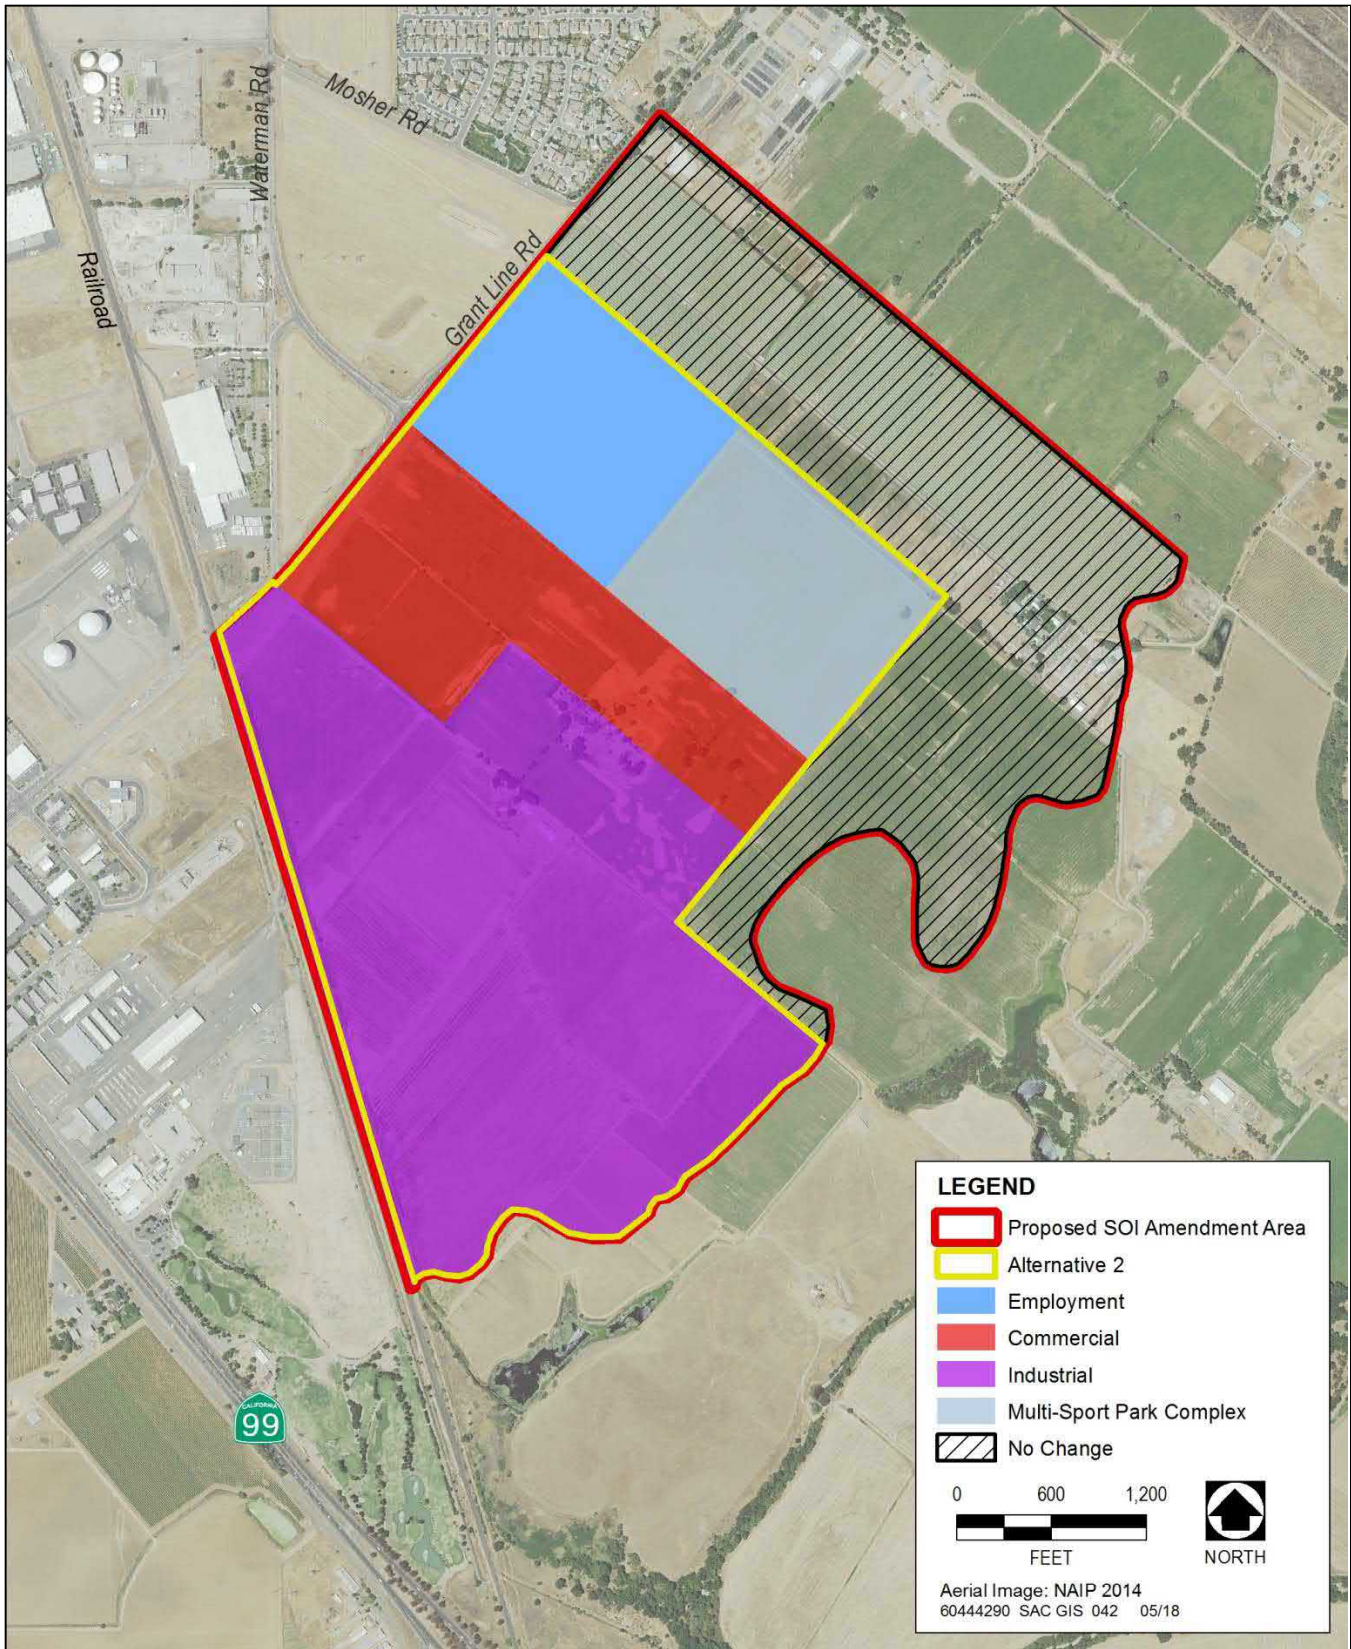 Mosher Rd
Waterman Rd
Railroad
Grant Line Rd
CALIFORNIA
99
LEGEND
Proposed SOI Amendment Area
Alternative 2
Employment
Commercial
Industrial
Multi-Sport Park Complex
No Change
0 600 1,200
FEET
NORTH
Aerial Image: NAIP 2014
60444290 SAC GIS 042 05/18